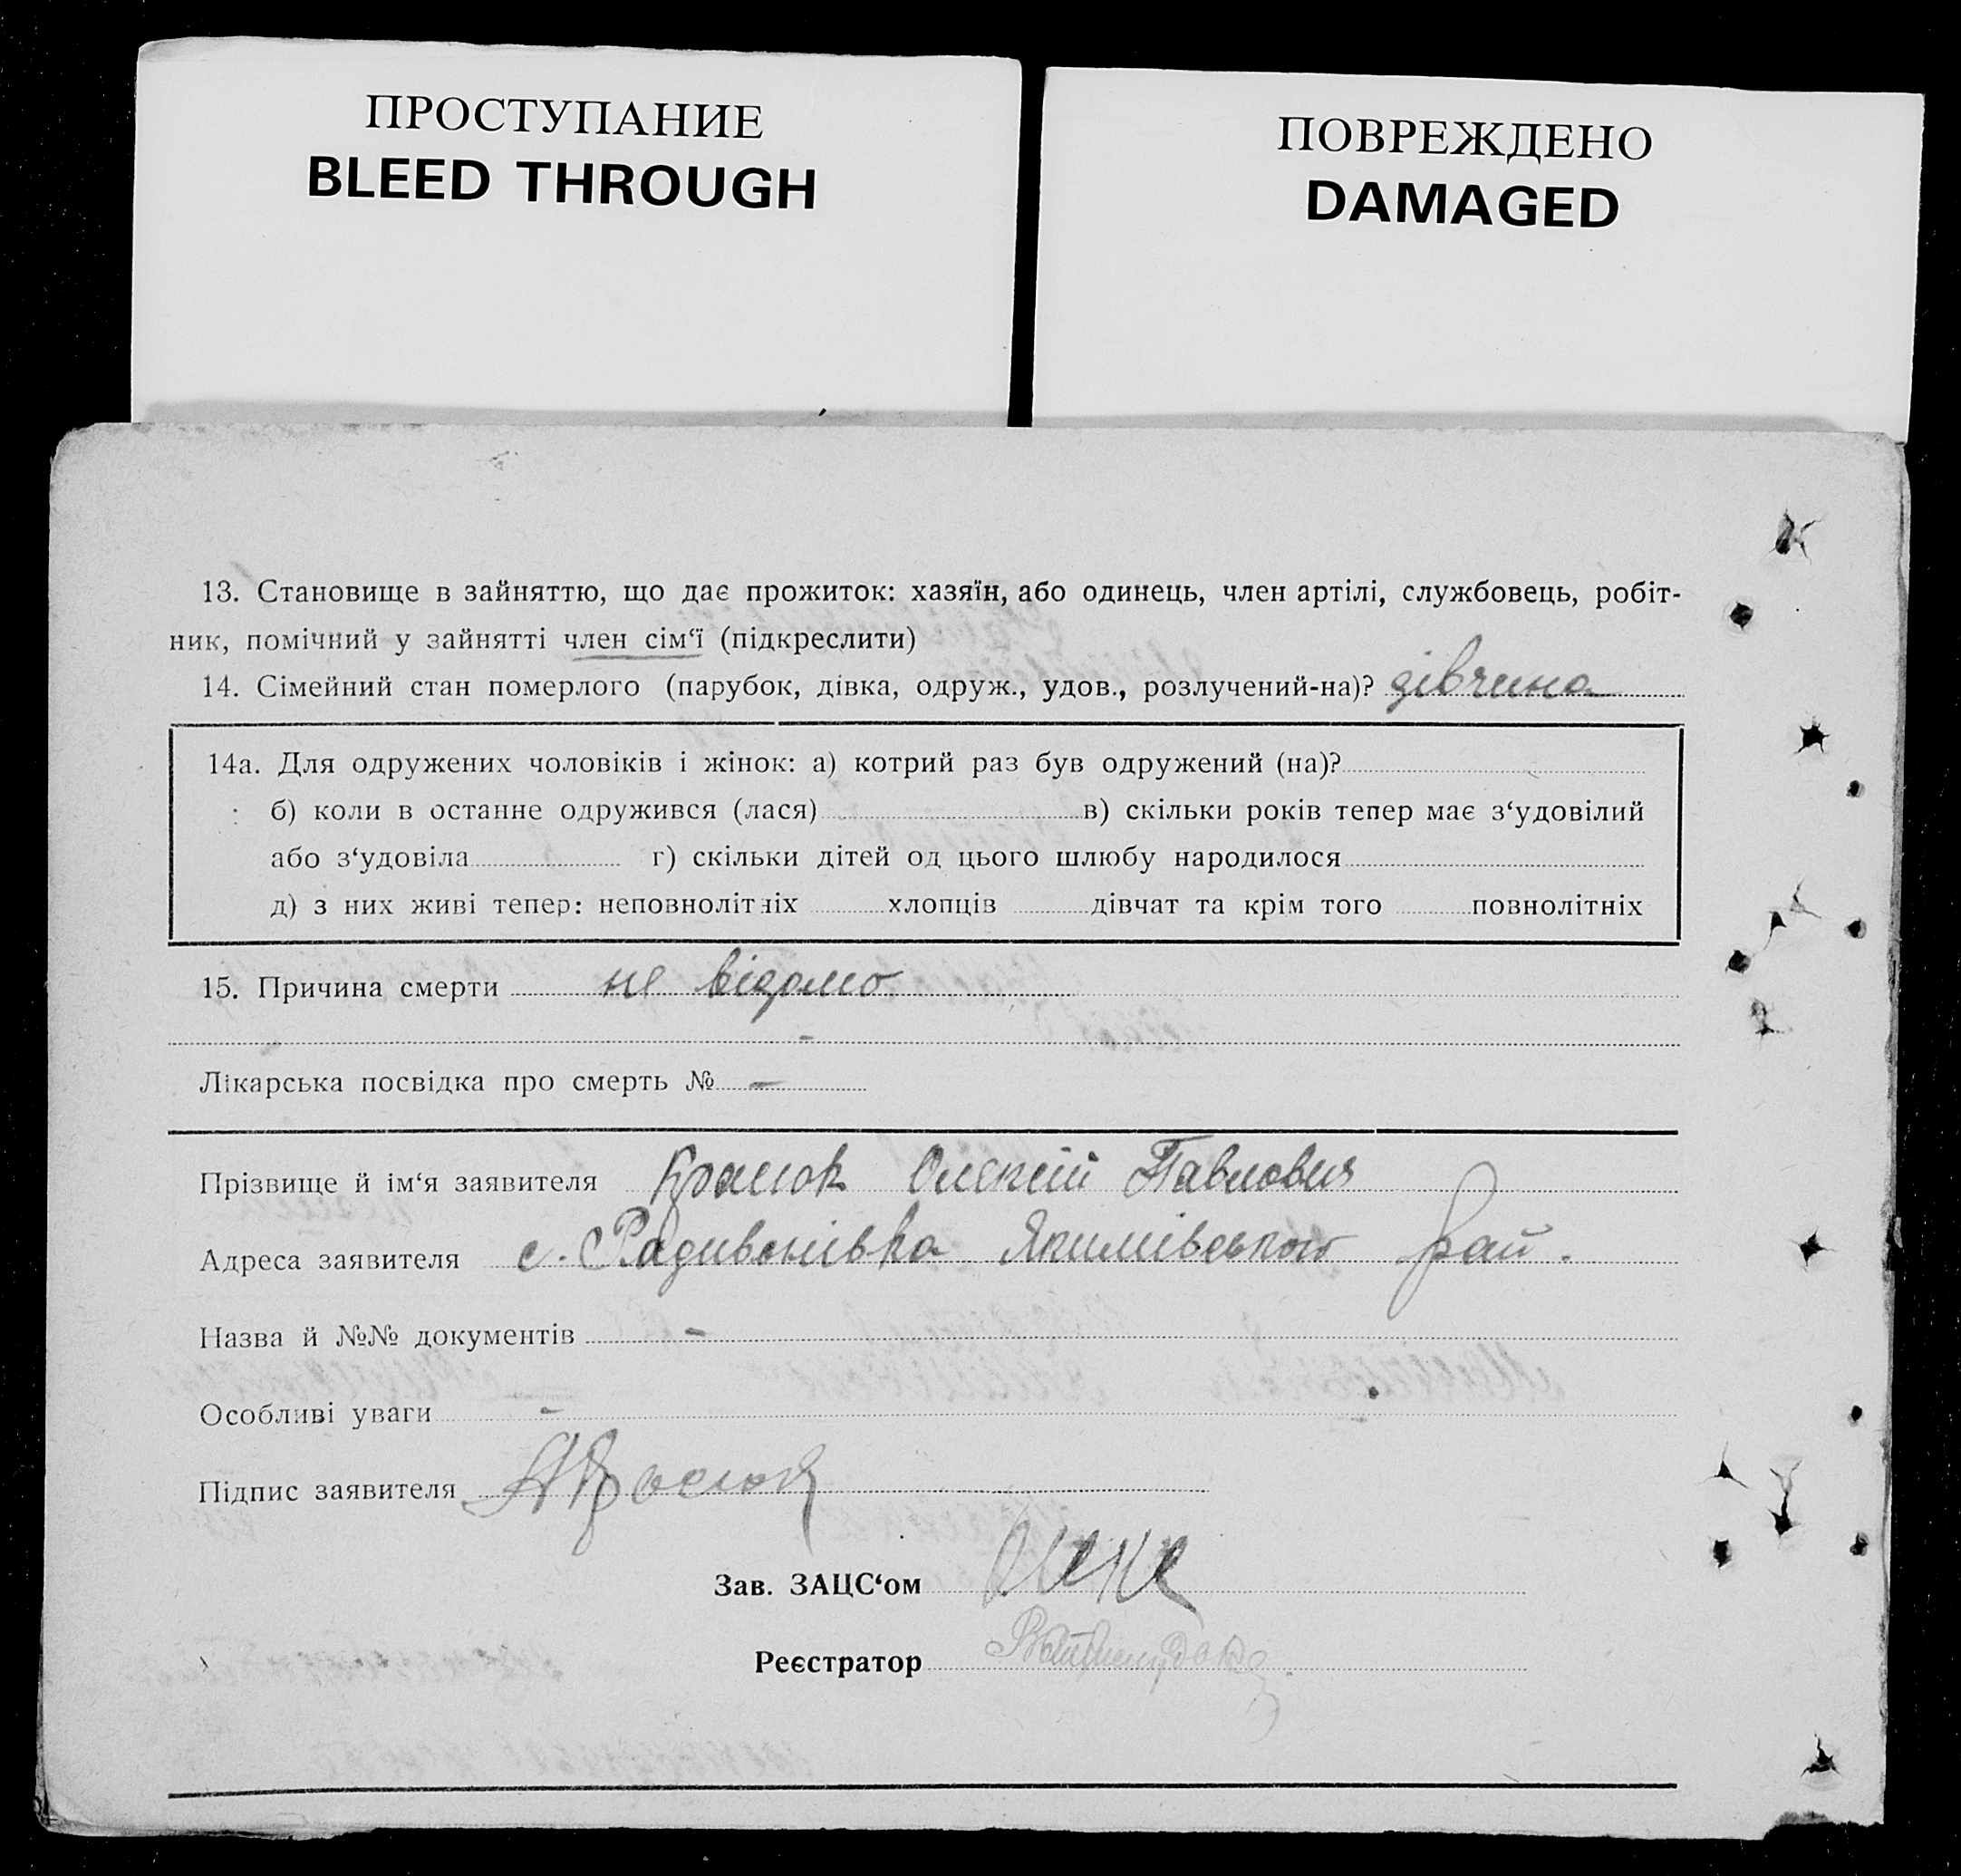 ПРОСТУПАНИЕ
BLEED THROUGH
ПОВРЕЖДЕНО
DAMAGED
13. Становище в зайняттю, що дає прожиток: хазяїн, або одинець, член артілі, службовець, робіт-
ник, помічний у зайнятті член сім‘ї (підкреслити)
14. Сімейний стан померлого (парубок, дівка, одруж., удов., розлучений-на)? дівчина
14а. Для одружених чоловіків і жінок: а) котрий раз був одружений (на)?
б) коли в останне одружився (лася) в) скільки років тепер має з‘удовілий
або з‘удовіла г) скільки дітей од цього шлюбу народилося
д) з них живі тепер: неповнолітніх хлопців дівчат та крім того повнолітніх
15. Причина смерти не відомо
Лікарська посвідка про смерть № —
Прізвище й ім‘я заявителя Олексій Павлович
Адреса заявителя с. Радивонівка Якимівського рай.
Назва й №№ документів –
Особливі уваги –
Підпис заявителя
Зав. ЗАЦС‘ом
Реєстратор